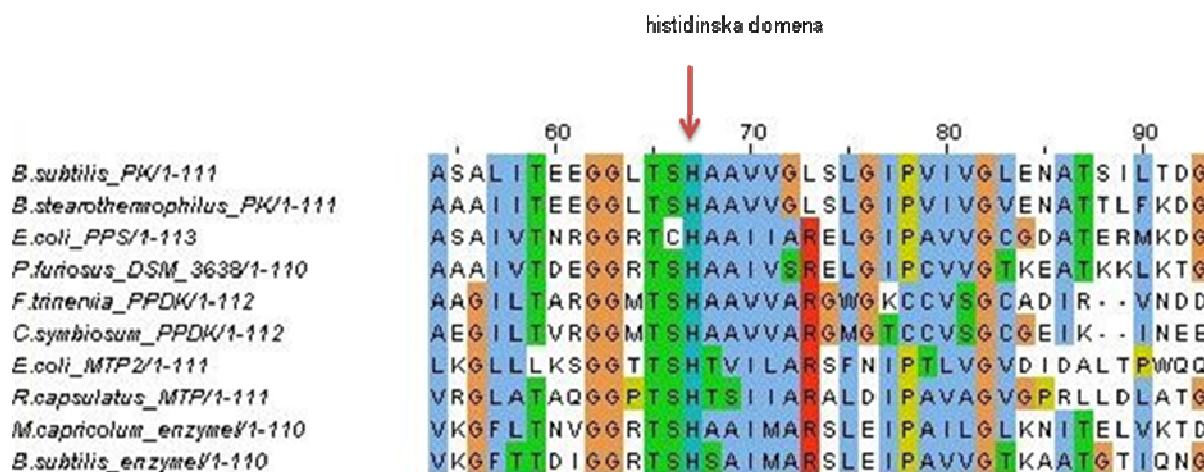 histidinska domena
60 70 80 90
B.subtilis_PK/1-111 ASALITEEGGLTSHAAVVGLSLGIPVIVGLENATSILTDG
B.stearothermophilus_PK/1-111 AAAIITEEGGLTSHAAVVGLSLGIPVIVGVENATTLFKDG
E.coli_PPS/1-113 ASAIVTNRGGRTCHAAIIARELGIPAVVGCGDATERMKDG
P.furiosus_DSM_3638/1-110 AAAIVTDEGGRTSHAAIVSRELGIPCVVGTKEATKKLKTG
F.trinervia_PPDK/1-112 AAGILTARGGMTSHAAVVARGWGKCCVSGCADIR--VNDD
C.symbiosum_PPDK/1-112 AEGILTVRGGMTSHAAVVARGMGTCCVSGCGEIK--INEE
E.coli_MTP2/1-111 LKGLLLKSGGTTSHTVILARSFNIPTLVGVDIDALTPWQQ
R.capsulatus_MTP/1-111 VRGLATAQGGPTSHTSIIARALDIPAVAGVGPRLLDLATG
M.capricolum_enzymeI/1-110 VKGFLTNVGGRTSHAAIMARSLEIPAILGLKNITELVKTD
B.subtilis_enzymeI/1-110 VKGFTTDIGGRTSHSAIMARSLEIPAVVGTKAATGTIQNG